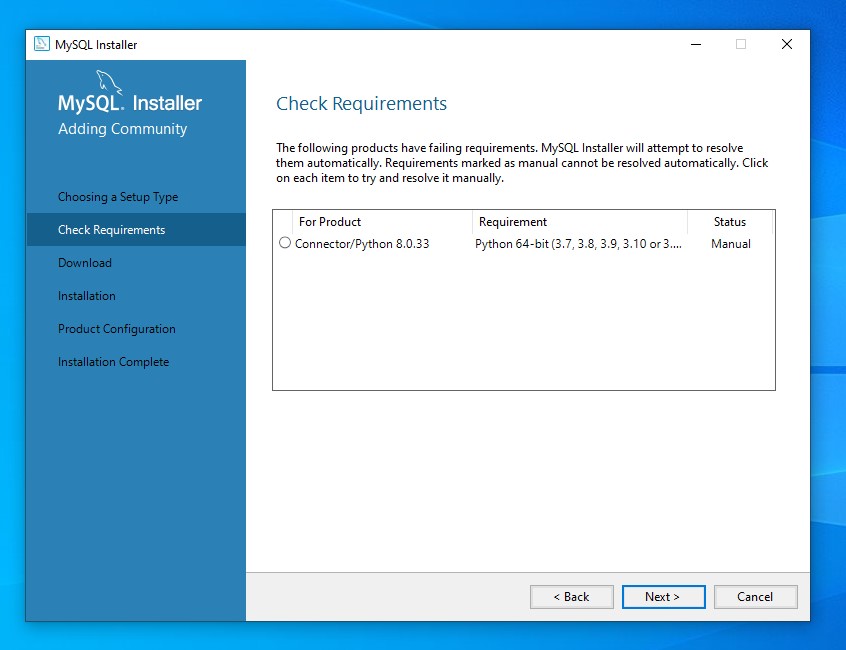 MySQL Installer
MySQL. Installer
Adding Community
Choosing a Setup Type
Check Requirements
Download
Installation
Product Configuration
Installation Complete
Check Requirements
The following products have failing requirements. MySQL Installer will attempt to resolve
them automatically. Requirements marked as manual cannot be resolved automatically. Click
on each item to try and resolve it manually.
For Product Requirement Status
Connector/Python 8.0.33 Python 64-bit (3.7, 3.8, 3.9, 3.10 or 3.... Manual
< Back Next > Cancel